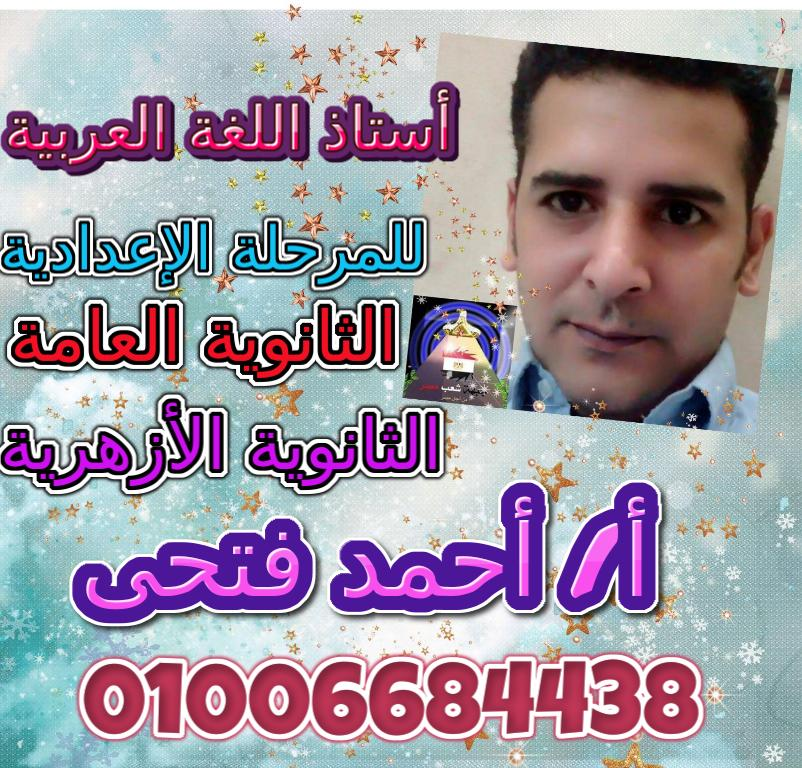 أستاذ اللغة العربية
للمرحلة الإعدادية
الثانوية العامة
الثانوية الأزهرية
أ/ أحمد فتحى
01006684438